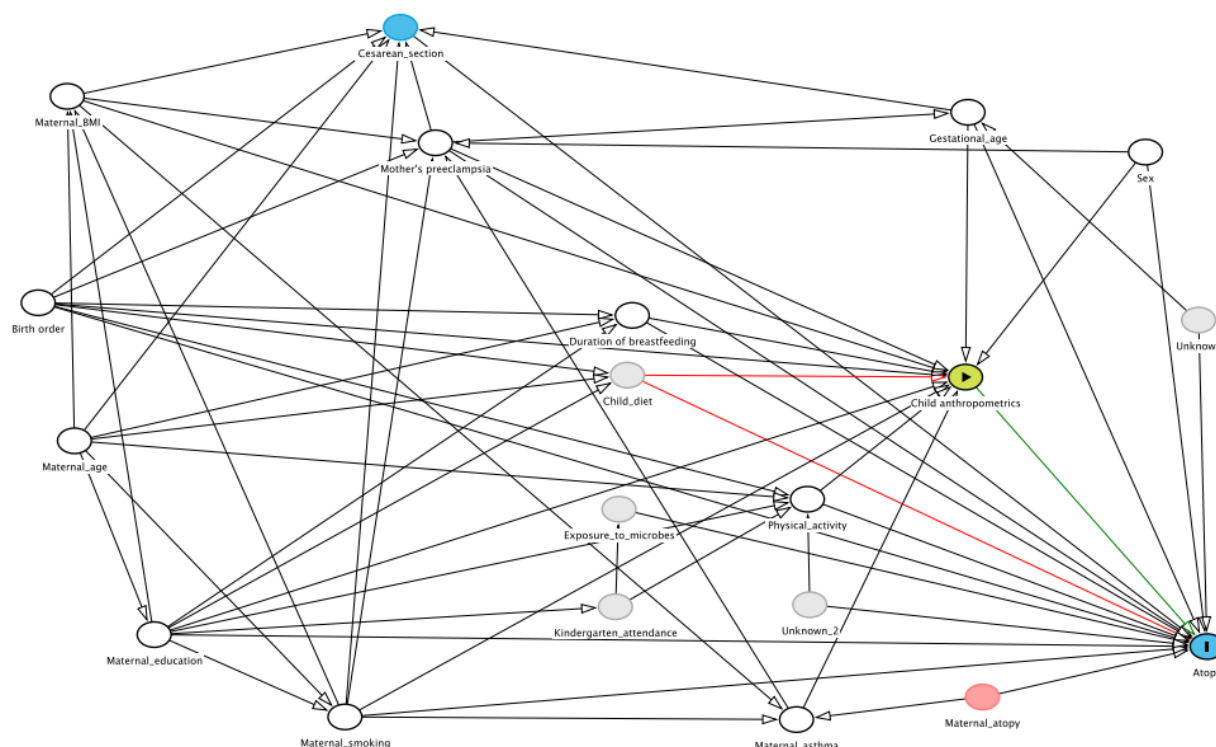 Cesarean_section
Maternal_BMI
Gestational_age
Mother's preeclampsia
Sex
Birth order
Duration of breastfeeding
Unknow
Child_diet
Child anthropometrics
Maternal_age
Physical_activity
Exposure_to_microbes
Kindergarten_attendance
Unknown_2
Maternal_education
Atop
Maternal_atopy
Maternal_smoking
Maternal_asthma